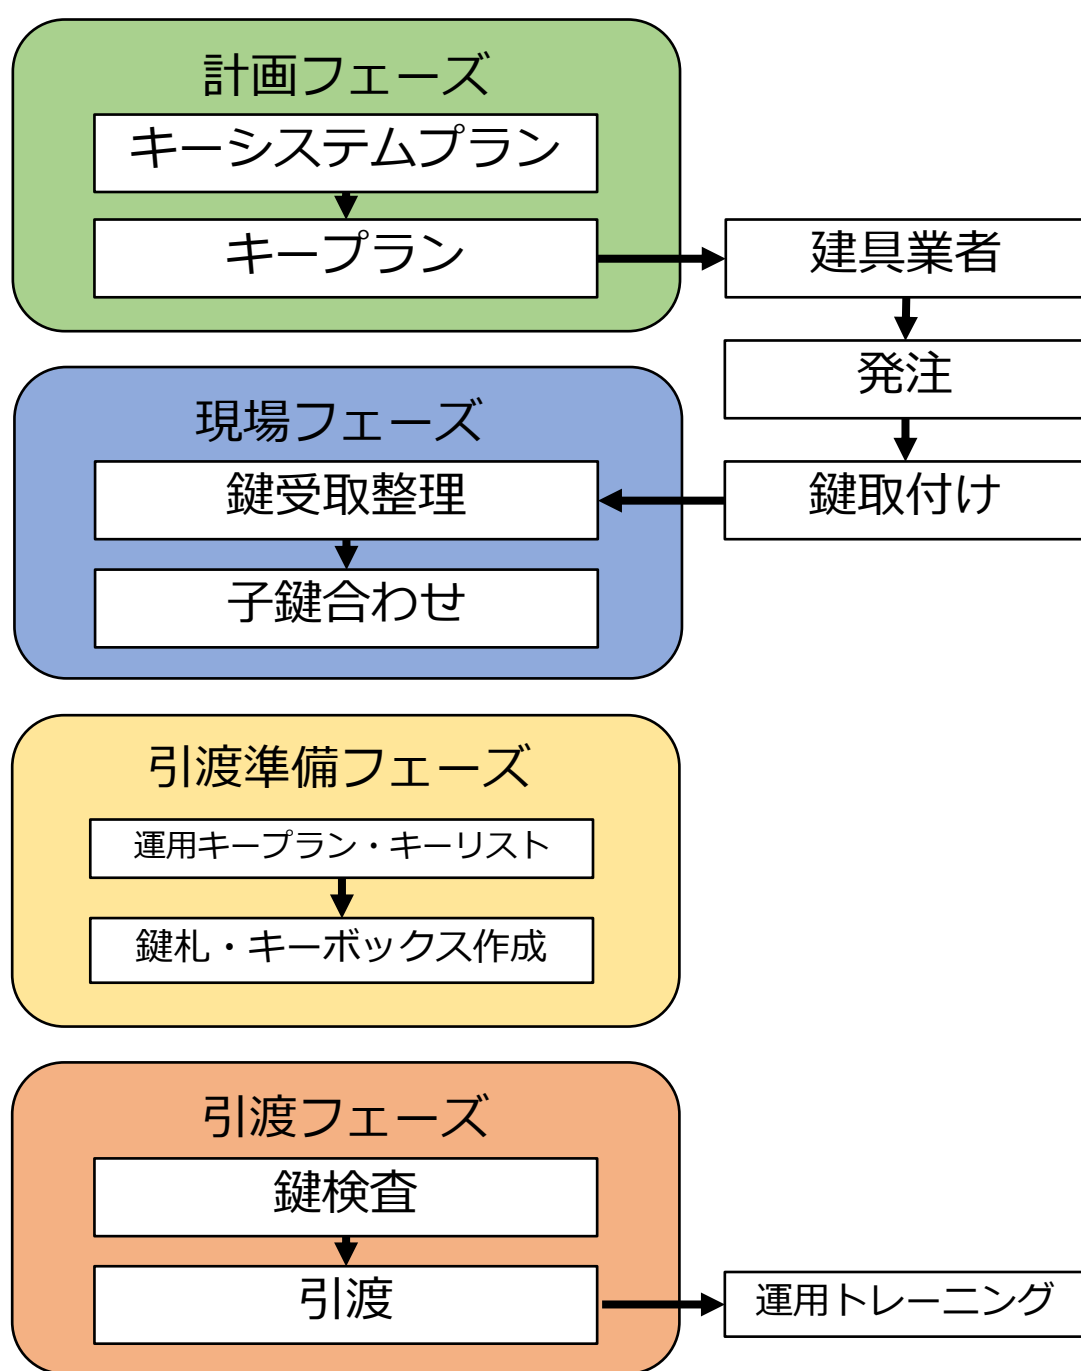 計画フェーズ
キーシステムプラン
キープラン
建具業者
発注
鍵取付け
現場フェーズ
鍵受取整理
子鍵合わせ
引渡準備フェーズ
運用キープラン・キーリスト
鍵札・キーボックス作成
引渡フェーズ
鍵検査
引渡
運用トレーニング